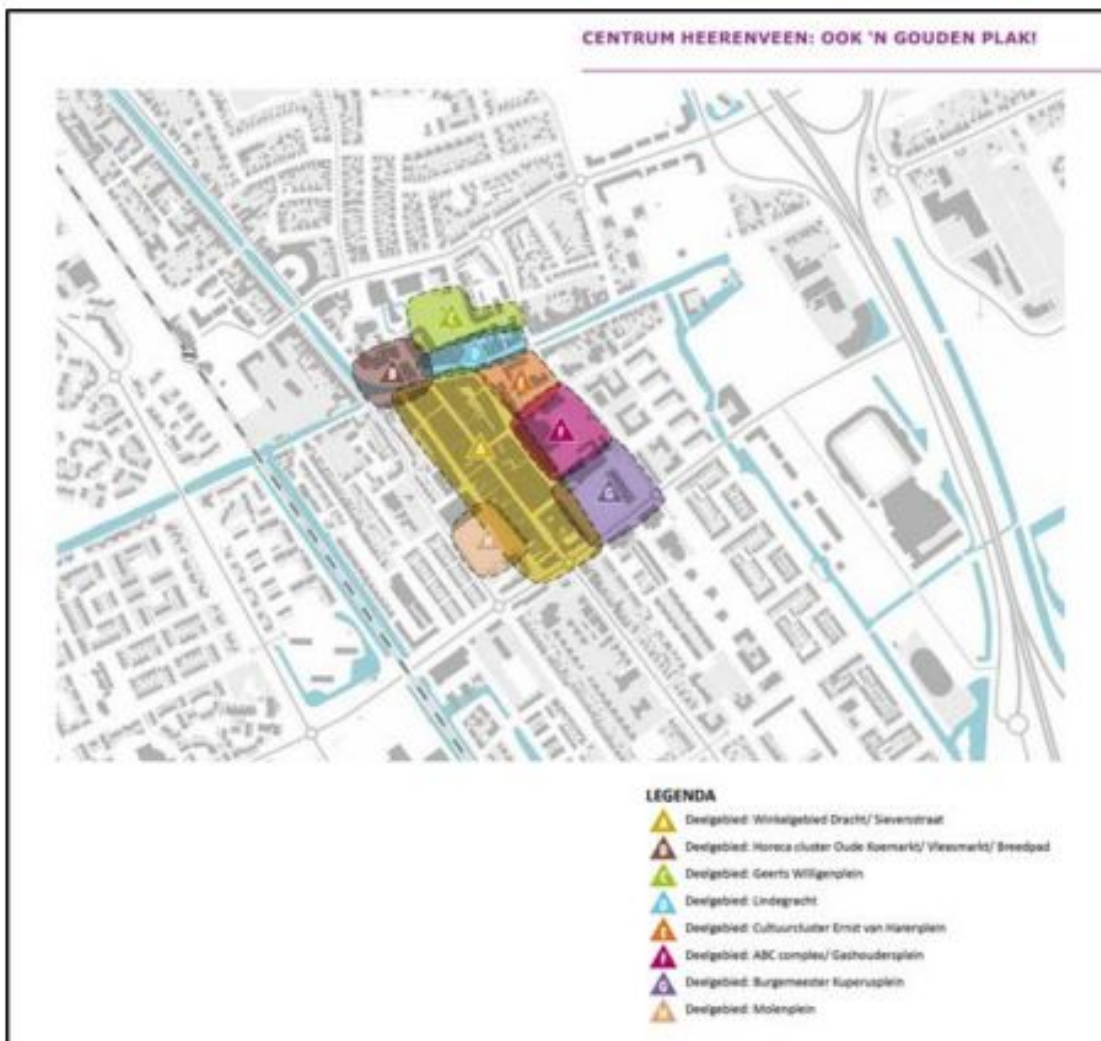 CENTRUM HEERENVEEN: OOK 'N GOUDEN PLAK!
C
B
D
E
A
F
G
H
LEGENDA
A Deelgebied: Winkelgebied Dracht/ Sievenstraat
B Deelgebied: Horeca cluster Oude Koemarkt/ Vleesmarkt/ Breedpad
C Deelgebied: Geerts Willigenplein
D Deelgebied: Lindegracht
E Deelgebied: Cultuurcluster Ernst van Harenplein
F Deelgebied: ABC complex/ Gashoudersplein
G Deelgebied: Burgemeester Kuperusplein
H Deelgebied: Molenplein